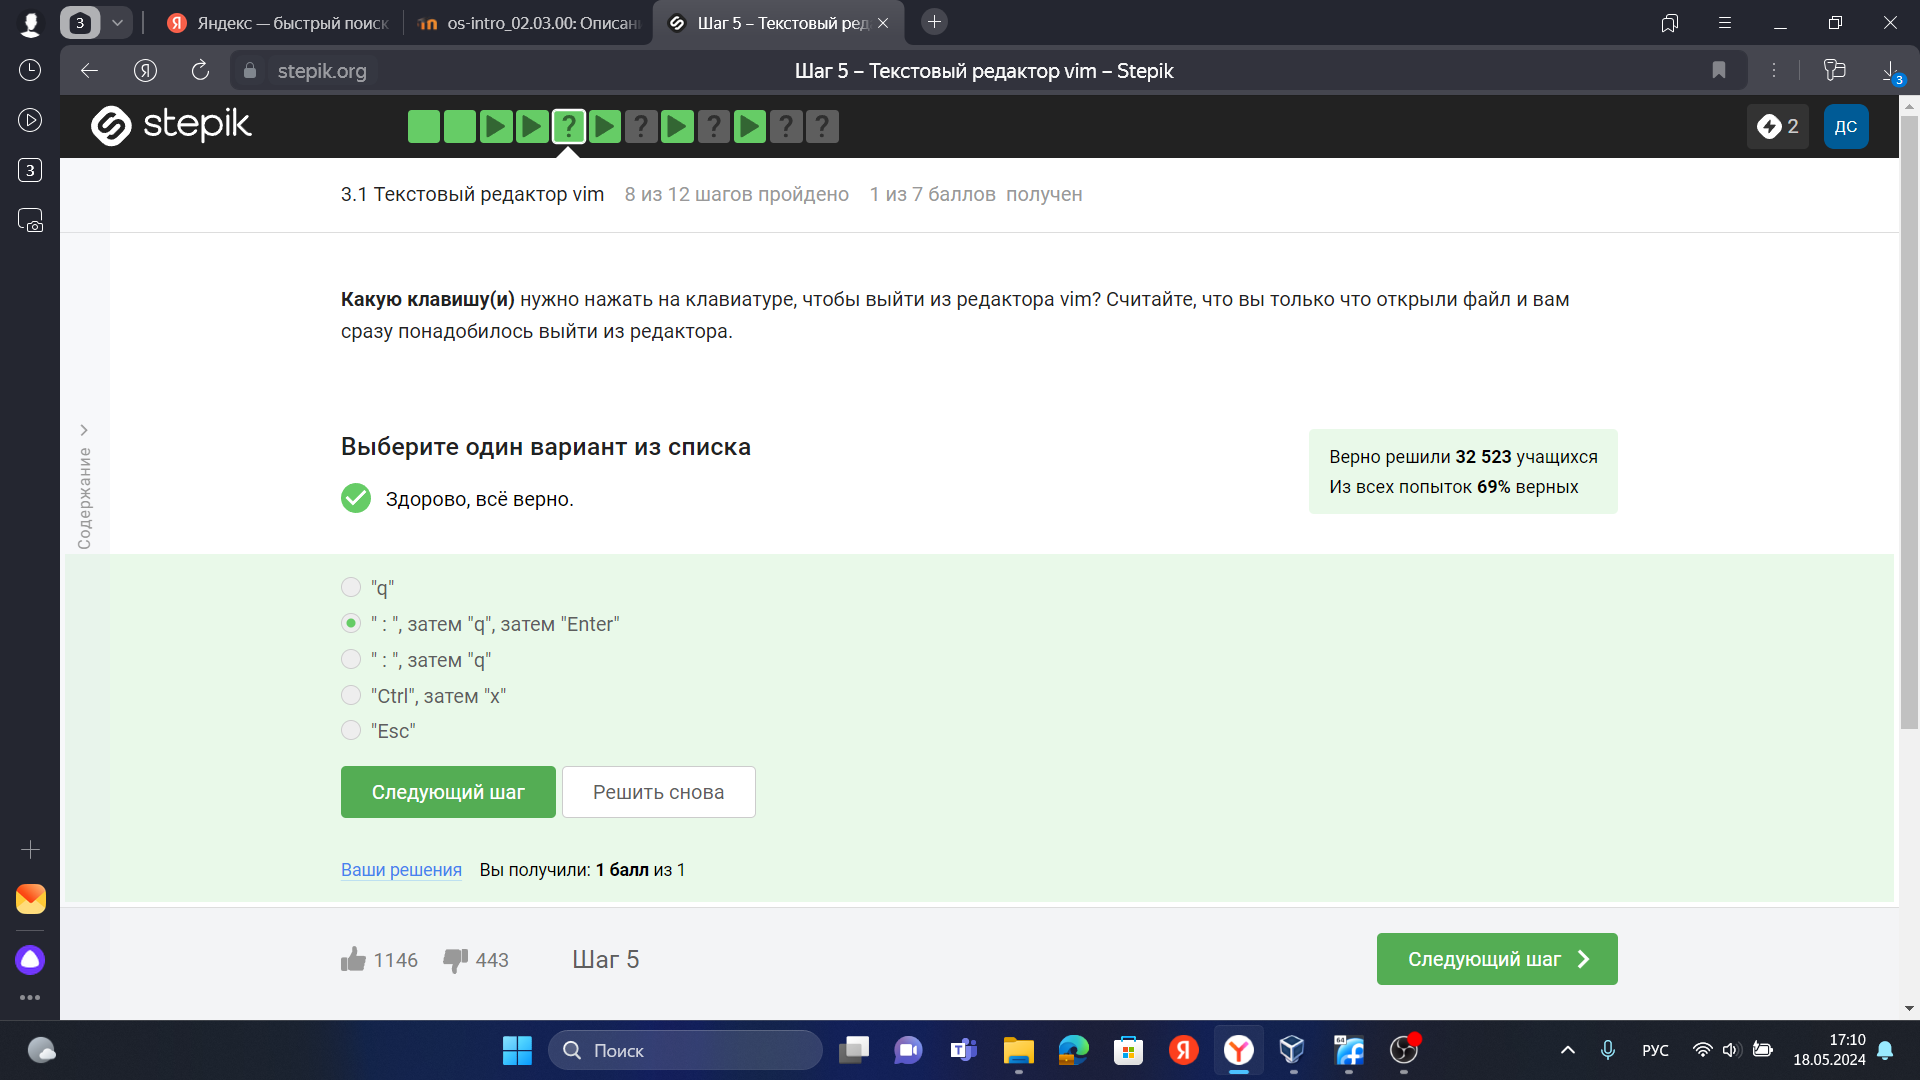 3
Яндекс — быстрый поиск
os-intro_02.03.00: Описан
Шаг 5 – Текстовый ред
stepik.org
Шаг 5 – Текстовый редактор vim – Stepik
3
3
stepik
2
ДС
3.1 Текстовый редактор vim 8 из 12 шагов пройдено 1 из 7 баллов получен
Какую клавишу(и) нужно нажать на клавиатуре, чтобы выйти из редактора vim? Считайте, что вы только что открыли файл и вам
сразу понадобилось выйти из редактора.
Содержание
Выберите один вариант из списка
Здорово, всё верно.
Верно решили 32 523 учащихся
Из всех попыток 69% верных
"q"
" : ", затем "q", затем "Enter"
" : ", затем "q"
"Ctrl", затем "x"
"Esc"
Следующий шаг
Решить снова
Ваши решения Вы получили: 1 балл из 1
1146
443
Шаг 5
Следующий шаг
Поиск
РУС
17:10
18.05.2024